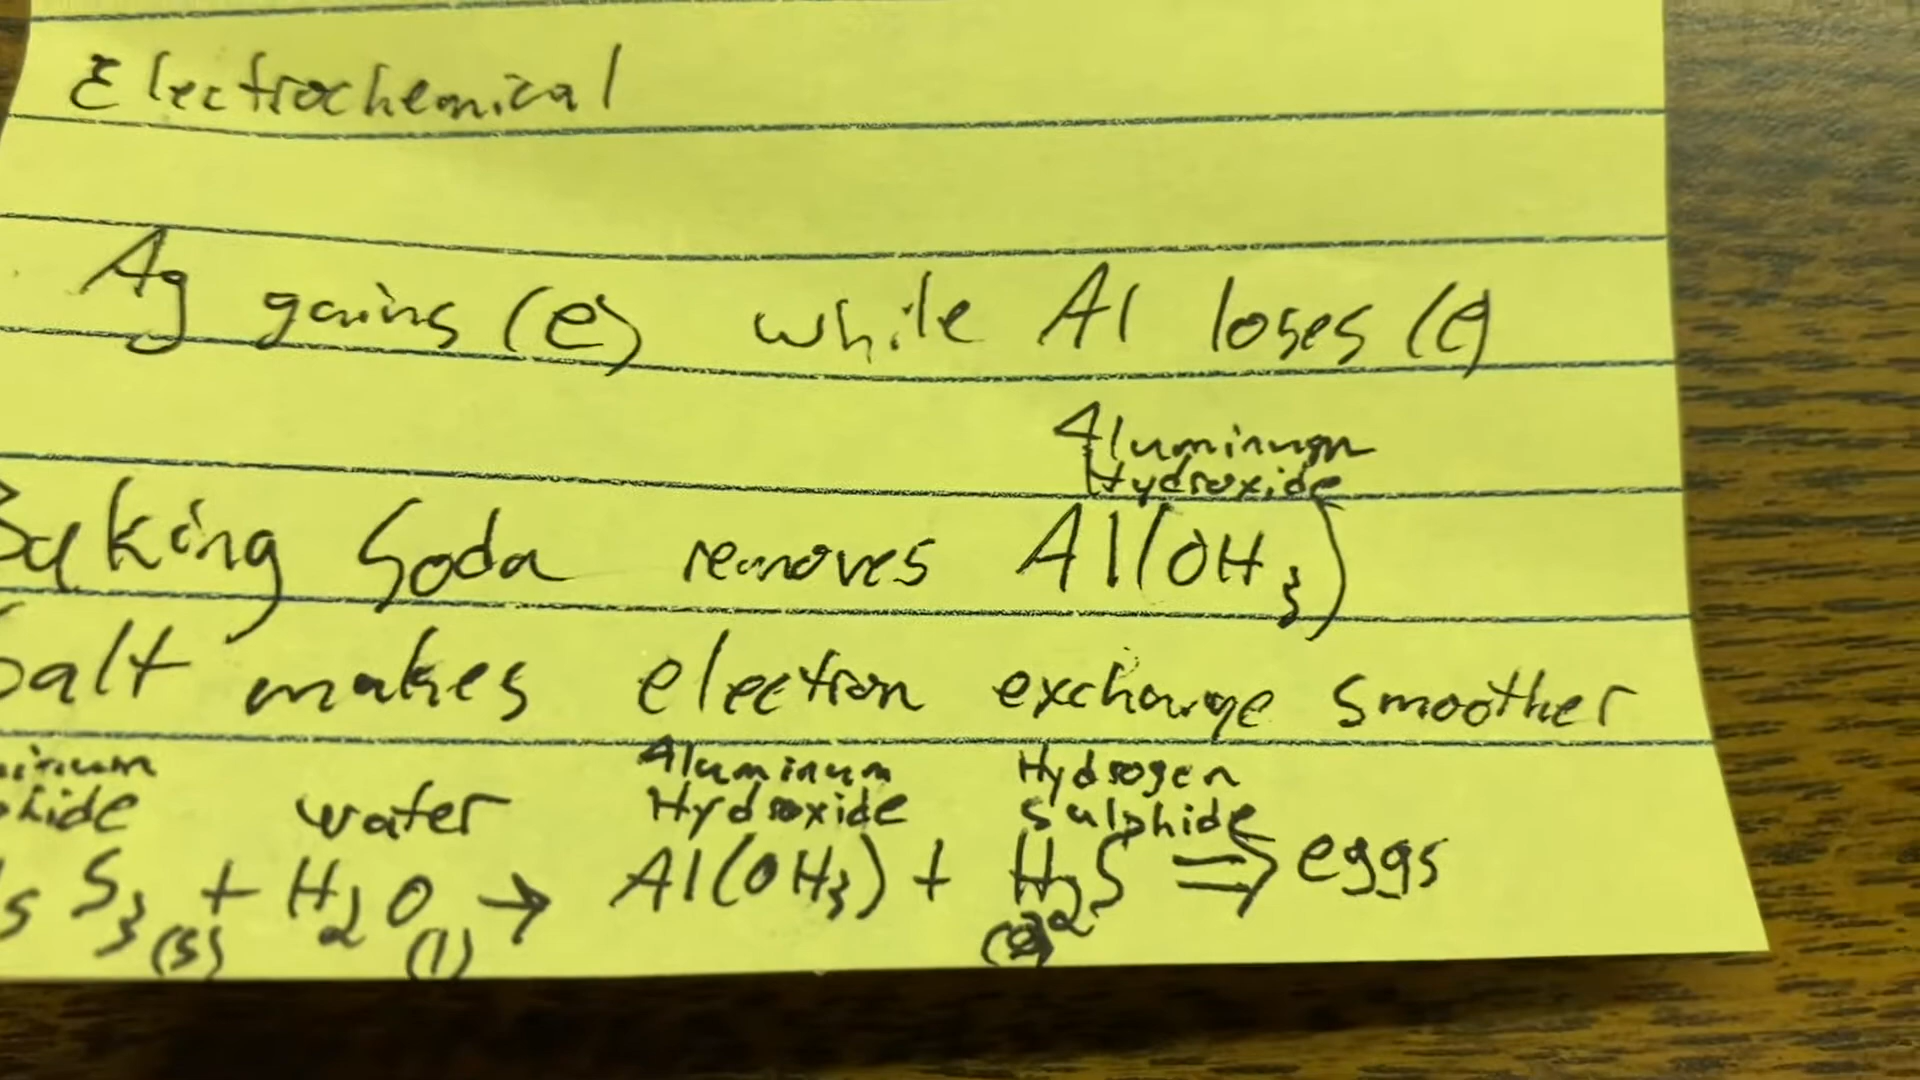 Electrochemical
Ag gains (e) while Al loses (e)
Aluminum
Hydroxide
Baking Soda removes Al(OH₃)
Salt makes electron exchange smoother
water
Aluminum
Hydroxide
Hydrogen
Sulphide
S₃(s) + H₂O(l) → Al(OH₃) + H₂S ⇒ eggs